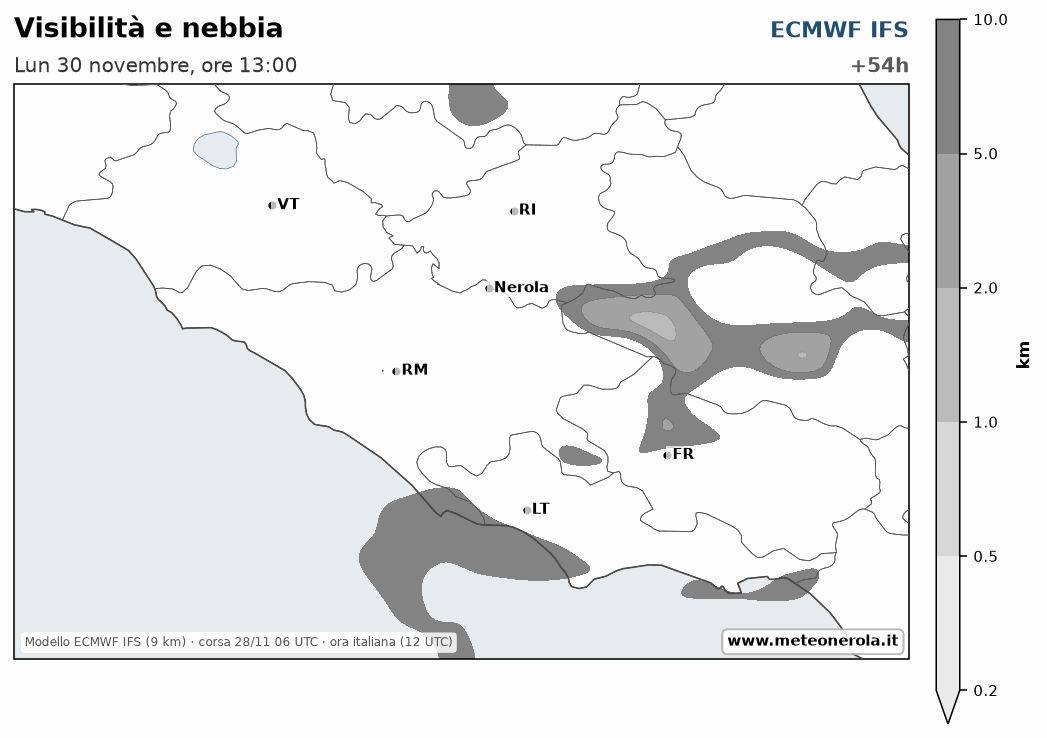 Visibilità e nebbia
ECMWF IFS
Lun 30 novembre, ore 13:00
+54h
10.0
5.0
2.0
1.0
0.5
0.2
km
VT
RI
Nerola
RM
FR
LT
Modello ECMWF IFS (9 km) · corsa 28/11 06 UTC · ora italiana (12 UTC)
www.meteonerola.it